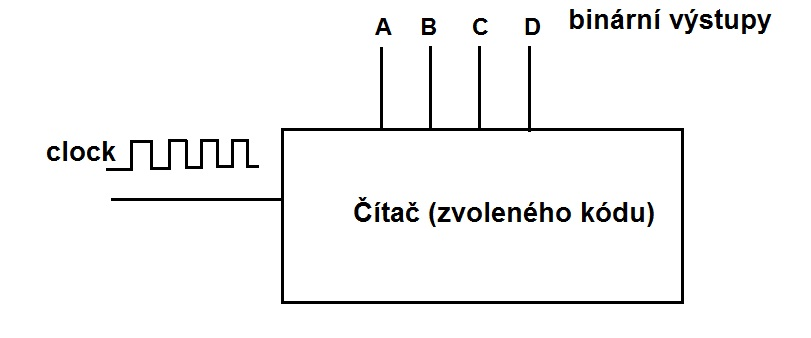 A B C D binární výstupy
clock
Čítač (zvoleného kódu)